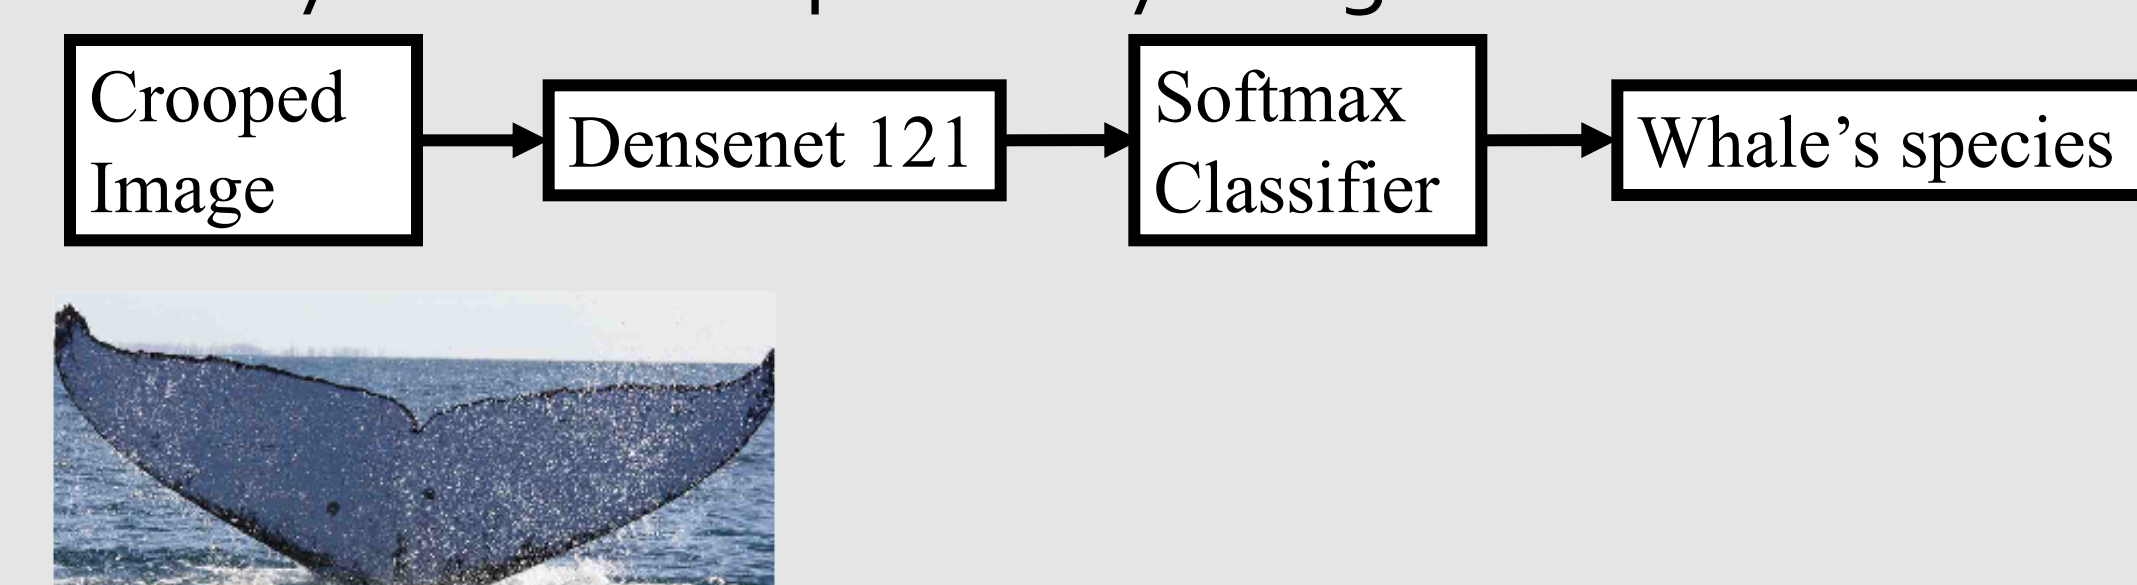 Crooped
Image
Densenet 121
Softmax
Classifier
Whale’s species